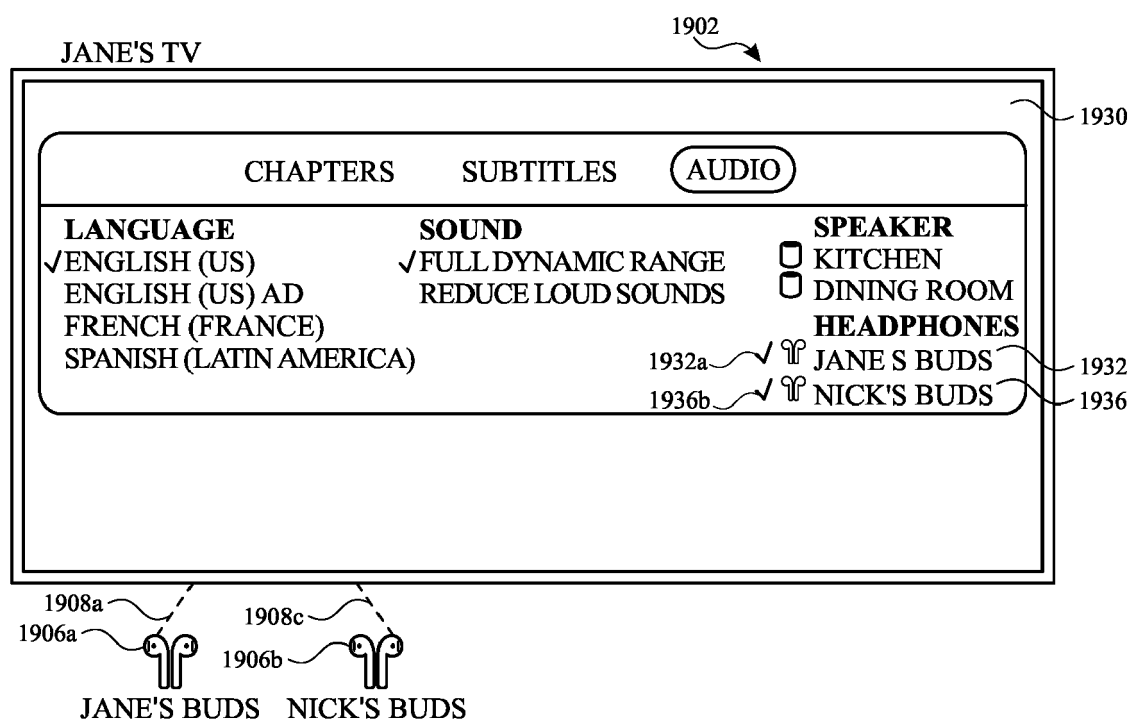 1902
JANE'S TV
1930
CHAPTERS SUBTITLES AUDIO
LANGUAGE SOUND SPEAKER
✓ENGLISH (US) ✓FULL DYNAMIC RANGE KITCHEN
ENGLISH (US) AD REDUCE LOUD SOUNDS DINING ROOM
FRENCH (FRANCE) HEADPHONES
SPANISH (LATIN AMERICA) 1932a ✓ JANE S BUDS 1932
1936b ✓ NICK'S BUDS 1936
1908a 1908c
1906a 1906b
JANE'S BUDS NICK'S BUDS